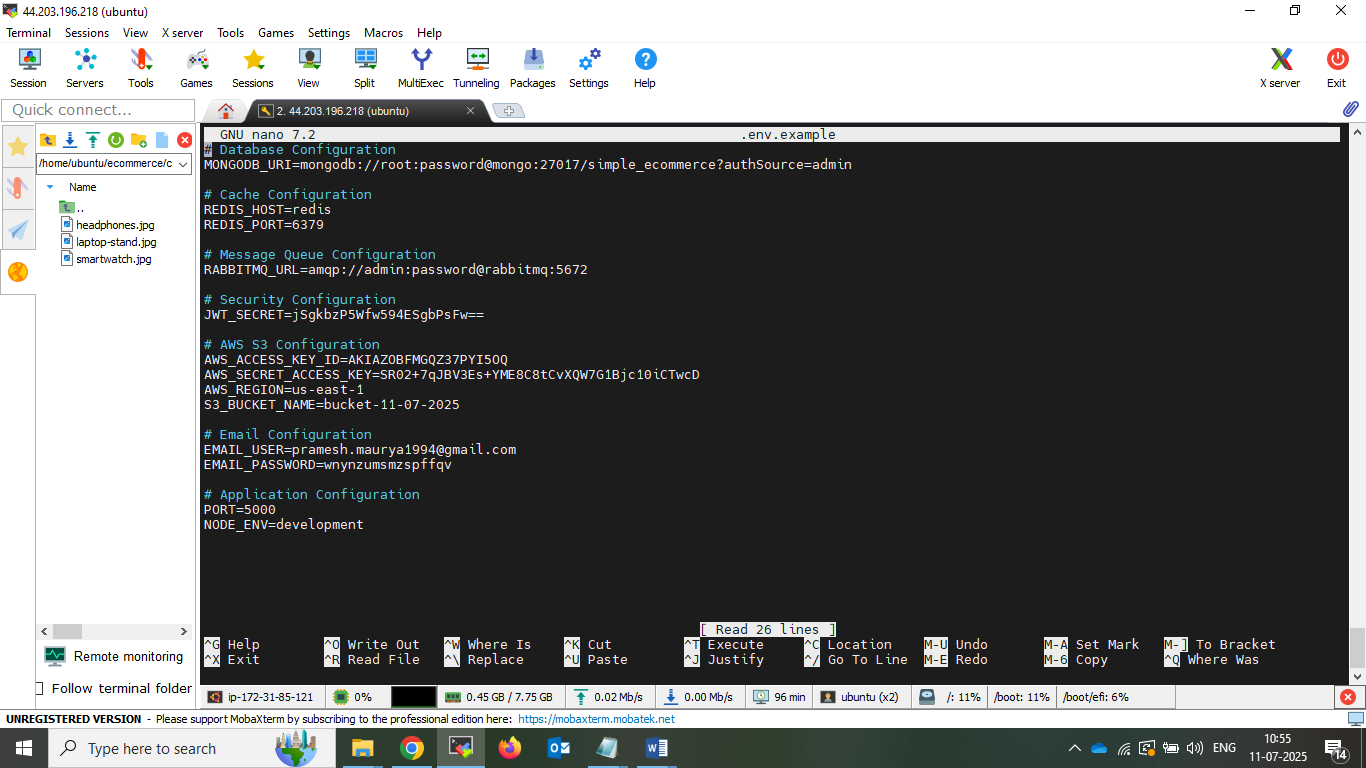 44.203.196.218 (ubuntu)
Terminal Sessions View X server Tools Games Settings Macros Help
Session Servers Tools Games Sessions View Split MultiExec Tunneling Packages Settings Help X server Exit
Quick connect...
2. 44.203.196.218 (ubuntu)
/home/ubuntu/ecommerce/c
Name
..
headphones.jpg
laptop-stand.jpg
smartwatch.jpg
Remote monitoring
Follow terminal folder
GNU nano 7.2 .env.example
# Database Configuration
MONGODB_URI=mongodb://root:password@mongo:27017/simple_ecommerce?authSource=admin
# Cache Configuration
REDIS_HOST=redis
REDIS_PORT=6379
# Message Queue Configuration
RABBITMQ_URL=amqp://admin:password@rabbitmq:5672
# Security Configuration
JWT_SECRET=jSgkbzP5Wfw594ESgbPsFw==
# AWS S3 Configuration
AWS_ACCESS_KEY_ID=AKIAZOBFMGQZ37PYI5OQ
AWS_SECRET_ACCESS_KEY=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
AWS_REGION=us-east-1
S3_BUCKET_NAME=bucket-11-07-2025
# Email Configuration
EMAIL_USER=pramesh.maurya1994@gmail.com
EMAIL_PASSWORD=wnynzumsmzspffqv
# Application Configuration
PORT=5000
NODE_ENV=development
[ Read 26 lines ]
^G Help ^O Write Out ^W Where Is ^K Cut ^T Execute ^C Location M-U Undo M-A Set Mark M-] To Bracket
^X Exit ^R Read File ^\ Replace ^U Paste ^J Justify ^/ Go To Line M-E Redo M-6 Copy ^Q Where Was
ip-172-31-85-121 0% 0.45 GB / 7.75 GB 0.02 Mb/s 0.00 Mb/s 96 min ubuntu (x2) /: 11% /boot: 11% /boot/efi: 6%
UNREGISTERED VERSION - Please support MobaXterm by subscribing to the professional edition here: https://mobaxterm.mobatek.net
Type here to search
ENG
10:55
11-07-2025
14